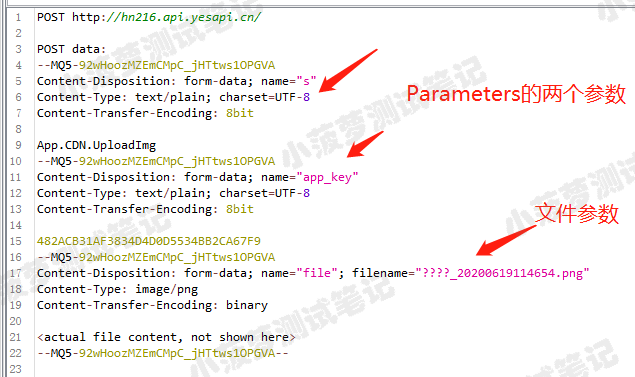 1 POST http://hn216.api.yesapi.cn/
2
3 POST data:
4 --MQ5-92wHoozMZEmCMpC_jHTtws1OPGVA
5 Content-Disposition: form-data; name="s"
6 Content-Type: text/plain; charset=UTF-8
7 Content-Transfer-Encoding: 8bit
8
9 App.CDN.UploadImg
10 --MQ5-92wHoozMZEmCMpC_jHTtws1OPGVA
11 Content-Disposition: form-data; name="app_key"
12 Content-Type: text/plain; charset=UTF-8
13 Content-Transfer-Encoding: 8bit
14
15 482ACB31AF3834D4D0D5534BB2CA67F9
16 --MQ5-92wHoozMZEmCMpC_jHTtws1OPGVA
17 Content-Disposition: form-data; name="file"; filename="????_20200619114654.png"
18 Content-Type: image/png
19 Content-Transfer-Encoding: binary
20
21 <actual file content, not shown here>
22 --MQ5-92wHoozMZEmCMpC_jHTtws1OPGVA--
23
Parameters的两个参数
文件参数
小菠萝测试笔记